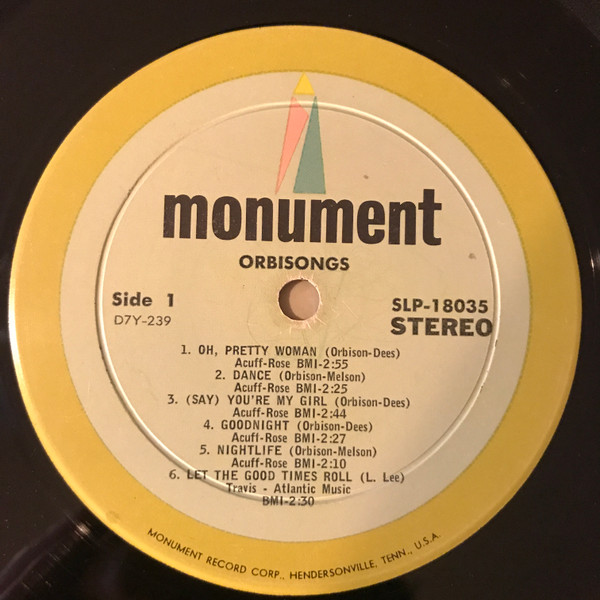 monument
ORBISONGS
Side 1
D7Y-239
SLP-18035
STEREO
1. OH, PRETTY WOMAN (Orbison-Dees)
Acuff-Rose BMI-2:55
2. DANCE (Orbison-Melson)
Acuff-Rose BMI-2:25
3. (SAY) YOU'RE MY GIRL (Orbison-Dees)
Acuff-Rose BMI-2:44
4. GOODNIGHT (Orbison-Dees)
Acuff-Rose BMI-2:27
5. NIGHTLIFE (Orbison-Melson)
Acuff-Rose BMI-2:10
6. LET THE GOOD TIMES ROLL (L. Lee)
Travis - Atlantic Music
BMI-2:30
MONUMENT RECORD CORP., HENDERSONVILLE, TENN., U.S.A.